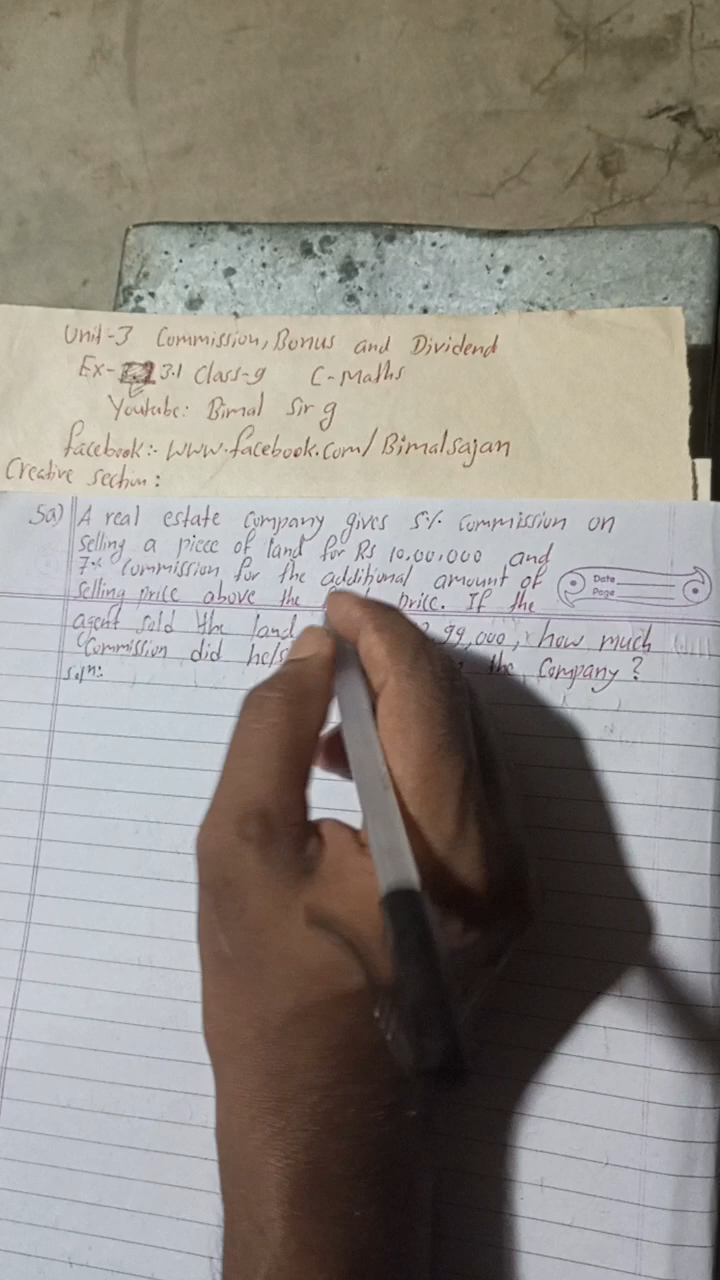 Unit-3 Commission, Bonus and Dividend
Ex- 3.1 Class-9 C-Maths
Youtube: Bimal Sir g
facebook:- www.facebook.com/Bimalsajan
Creative section:
5a) A real estate company gives 5% commission on
selling a piece of land for Rs 10,00,000 and
7% commission for the additional amount of
Date
Page
selling price above the price. If the
agent sold the land 99,000, how much
Commission did he/s the Company?
Soln: